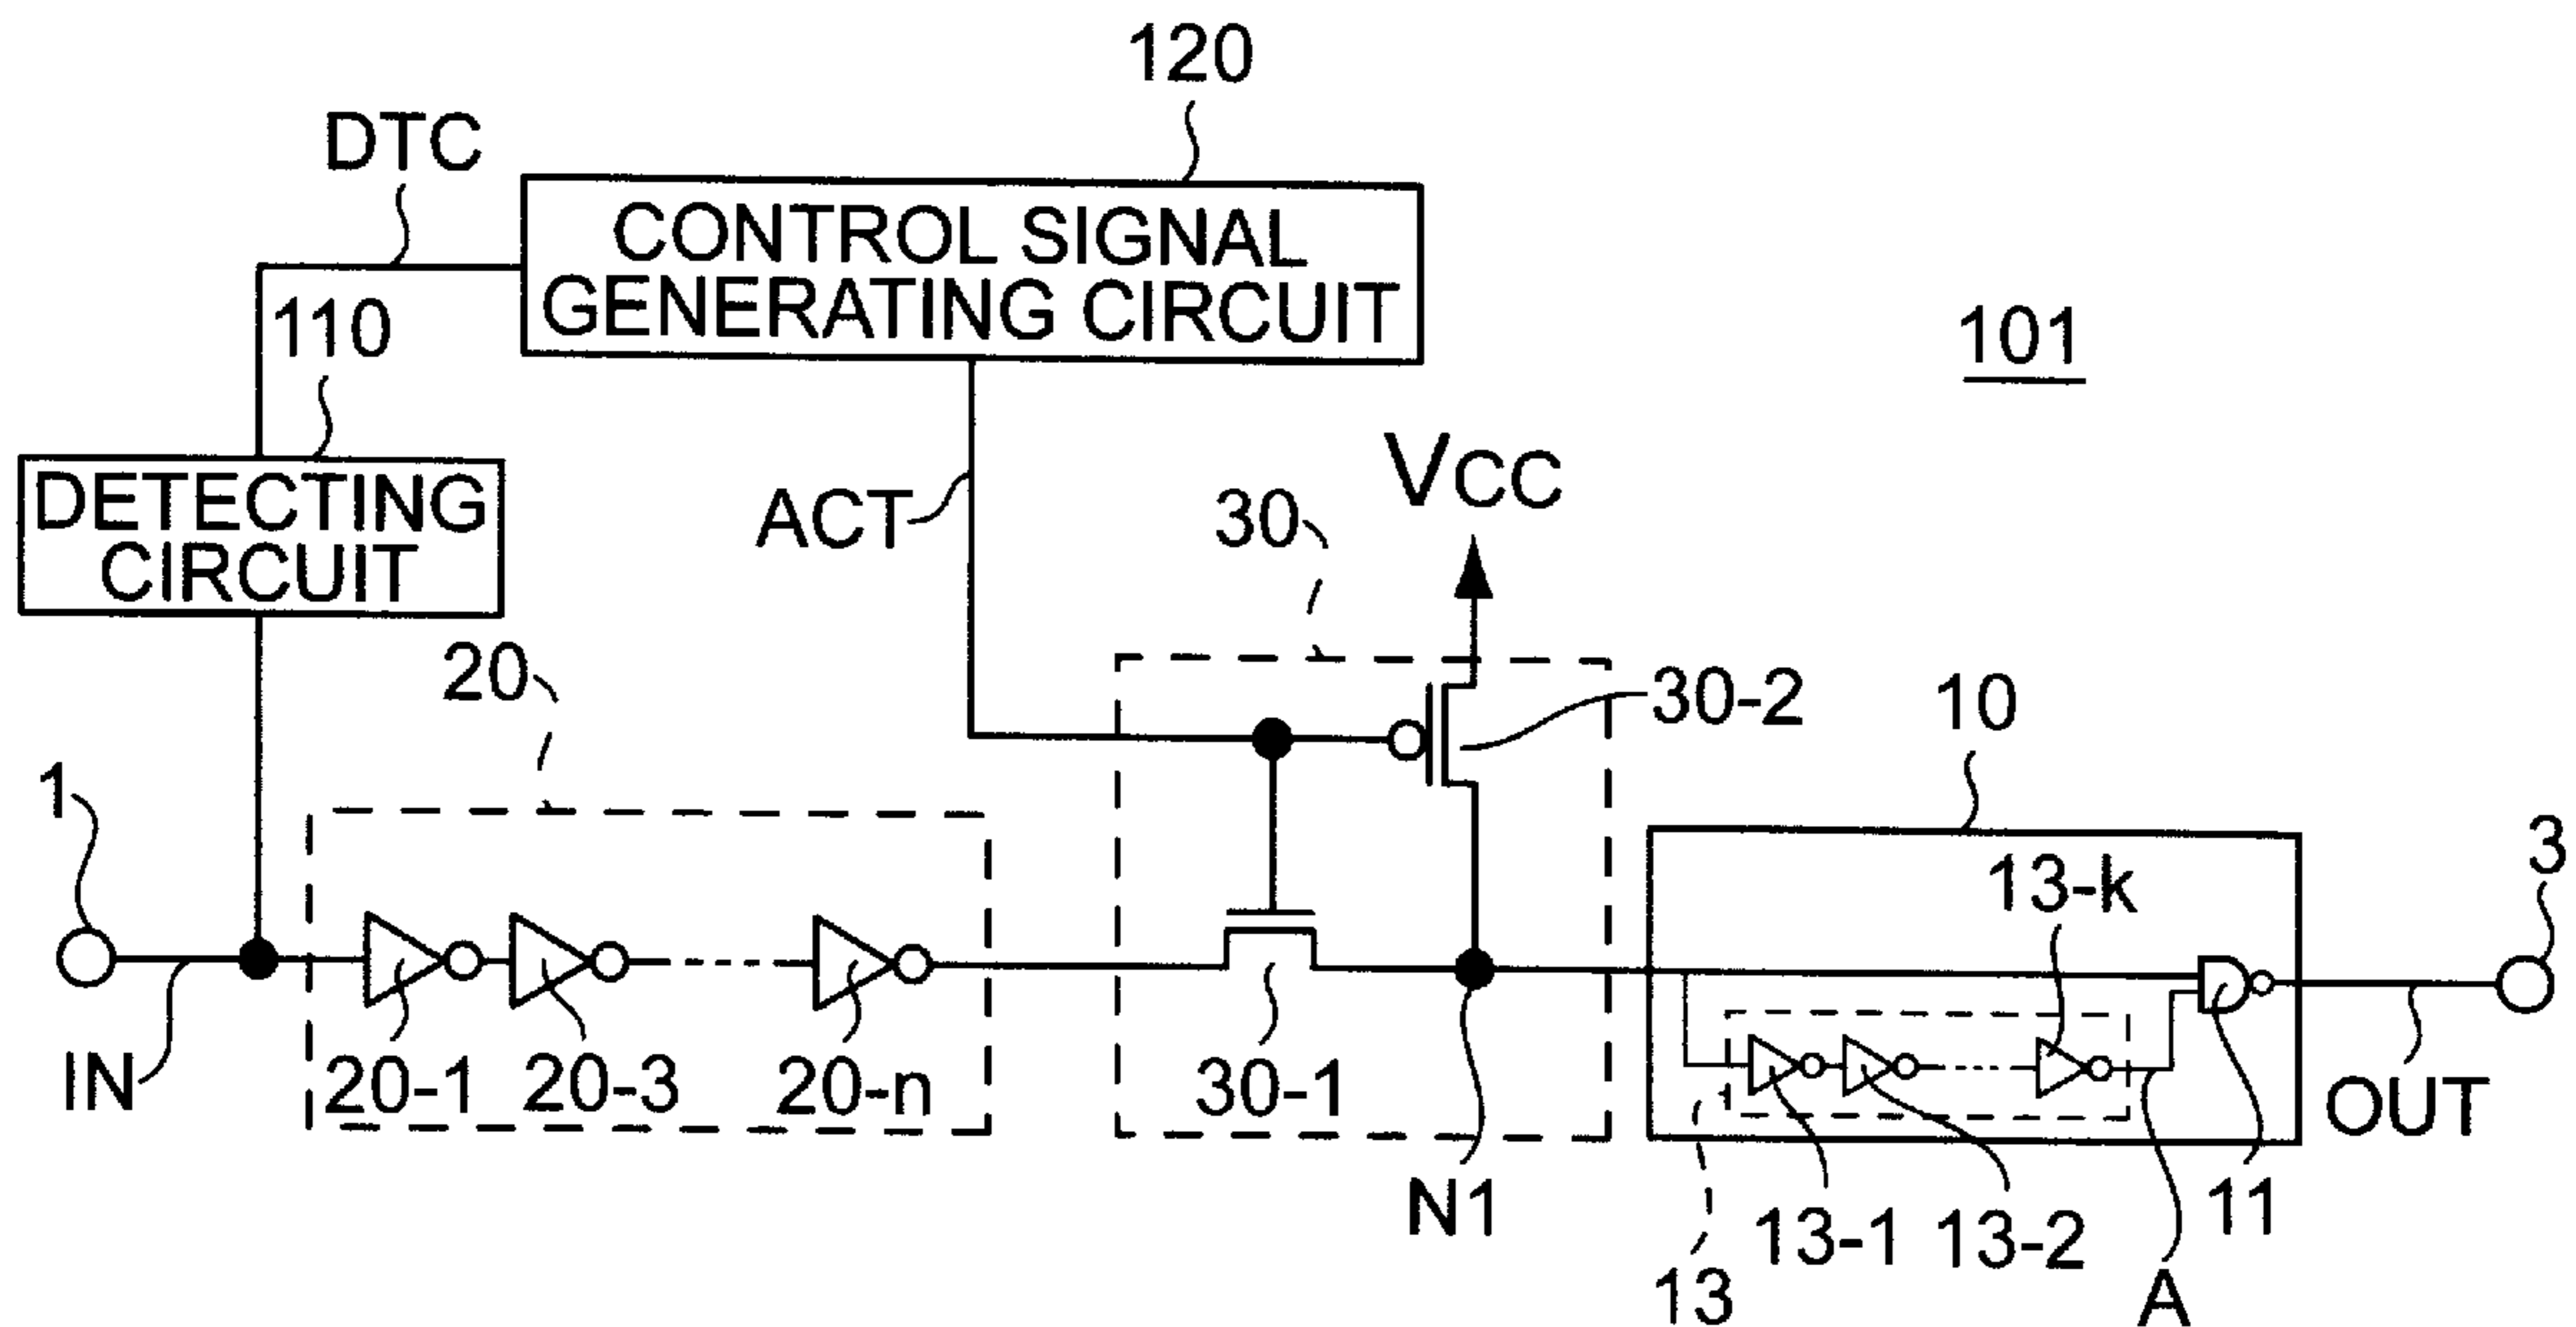 120
DTC
CONTROL SIGNAL
GENERATING CIRCUIT
110
101
DETECTING
CIRCUIT
ACT
30
VCC
20
30-2
10
1
3
13-k
IN
20-1
20-3
20-n
30-1
OUT
N1
11
13-1
13-2
13
A